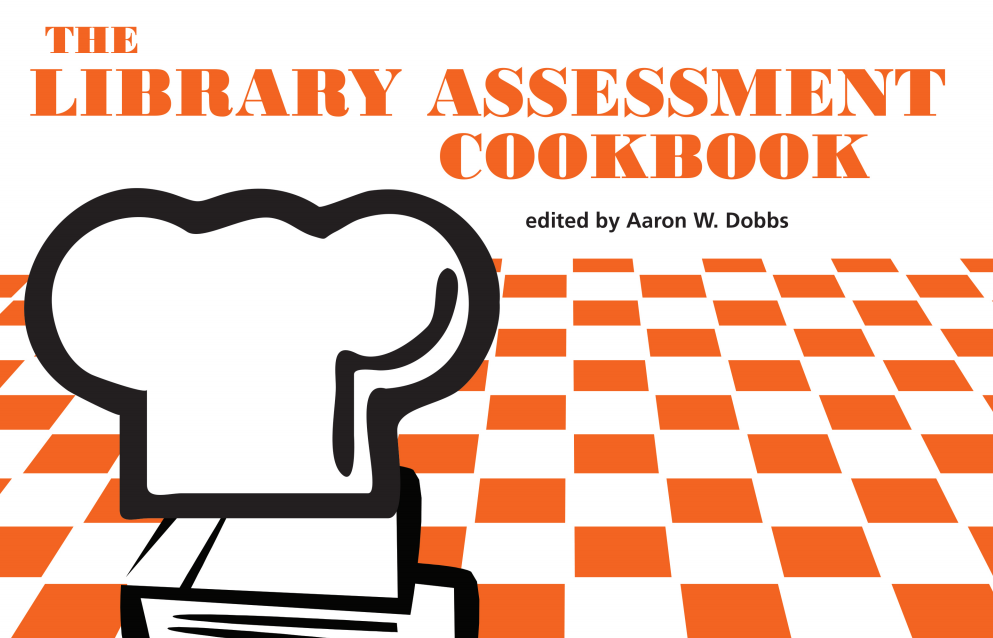 THE
LIBRARY ASSESSMENT
COOKBOOK
edited by Aaron W. Dobbs